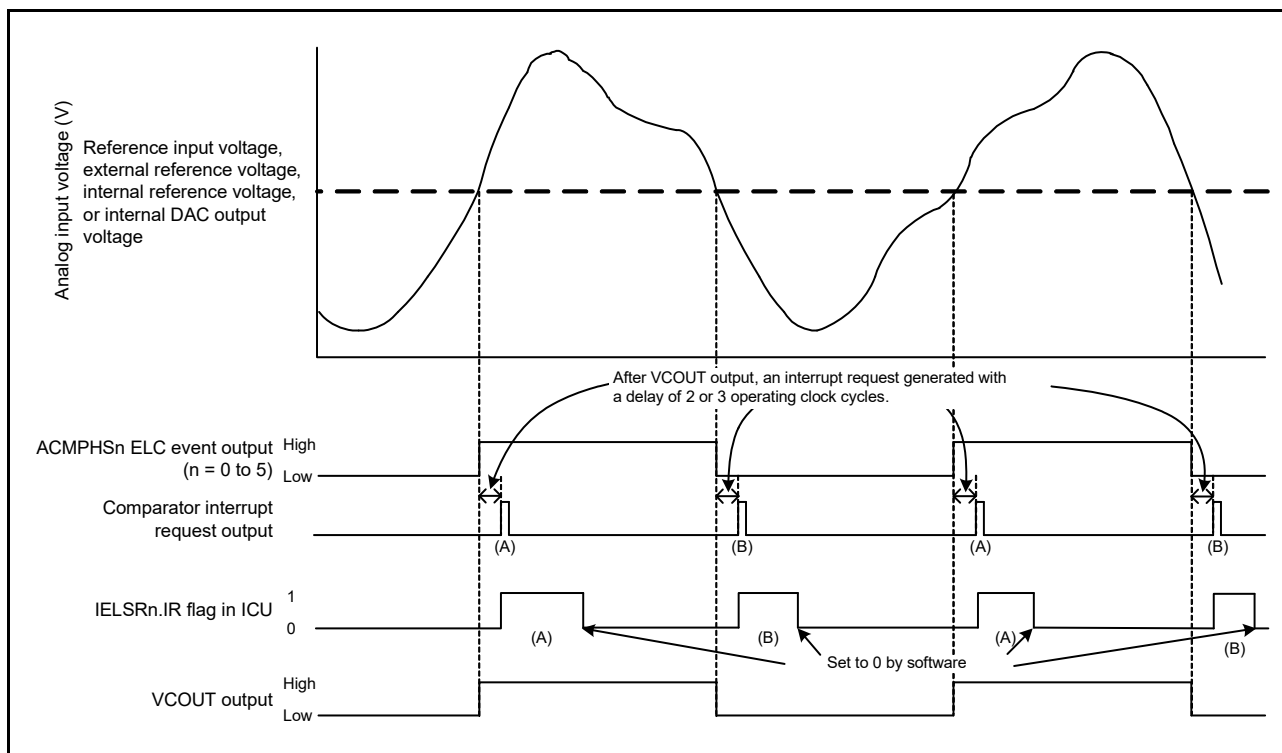 Analog input voltage (V)
Reference input voltage,
external reference voltage,
internal reference voltage,
or internal DAC output
voltage
After VCOUT output, an interrupt request generated with
a delay of 2 or 3 operating clock cycles.
ACMPHSn ELC event output
(n = 0 to 5)
High
Low
Comparator interrupt
request output
(A)
(B)
(A)
(B)
IELSRn.IR flag in ICU
1
0
(A)
(B)
(A)
(B)
Set to 0 by software
VCOUT output
High
Low